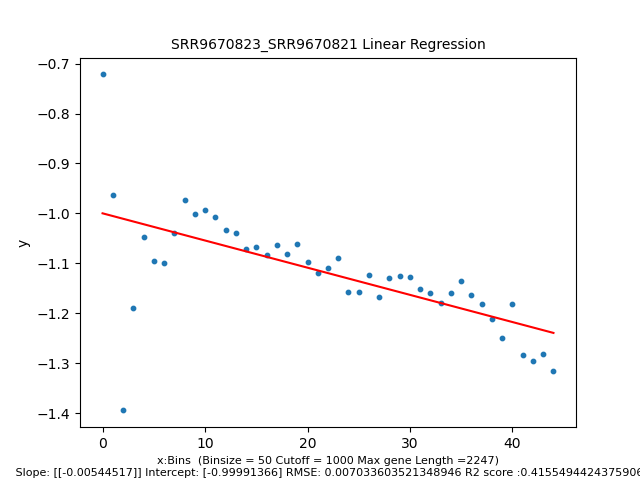 SRR9670823_SRR9670821 Linear Regression
−0.7
−0.8
−0.9
−1.0
−1.1
−1.2
−1.3
−1.4
y
0 10 20 30 40
x:Bins (Binsize = 50 Cutoff = 1000 Max gene Length =2247)
Slope: [[-0.00544517]] Intercept: [-0.99991366] RMSE: 0.007033603521348946 R2 score :0.4155494424375906